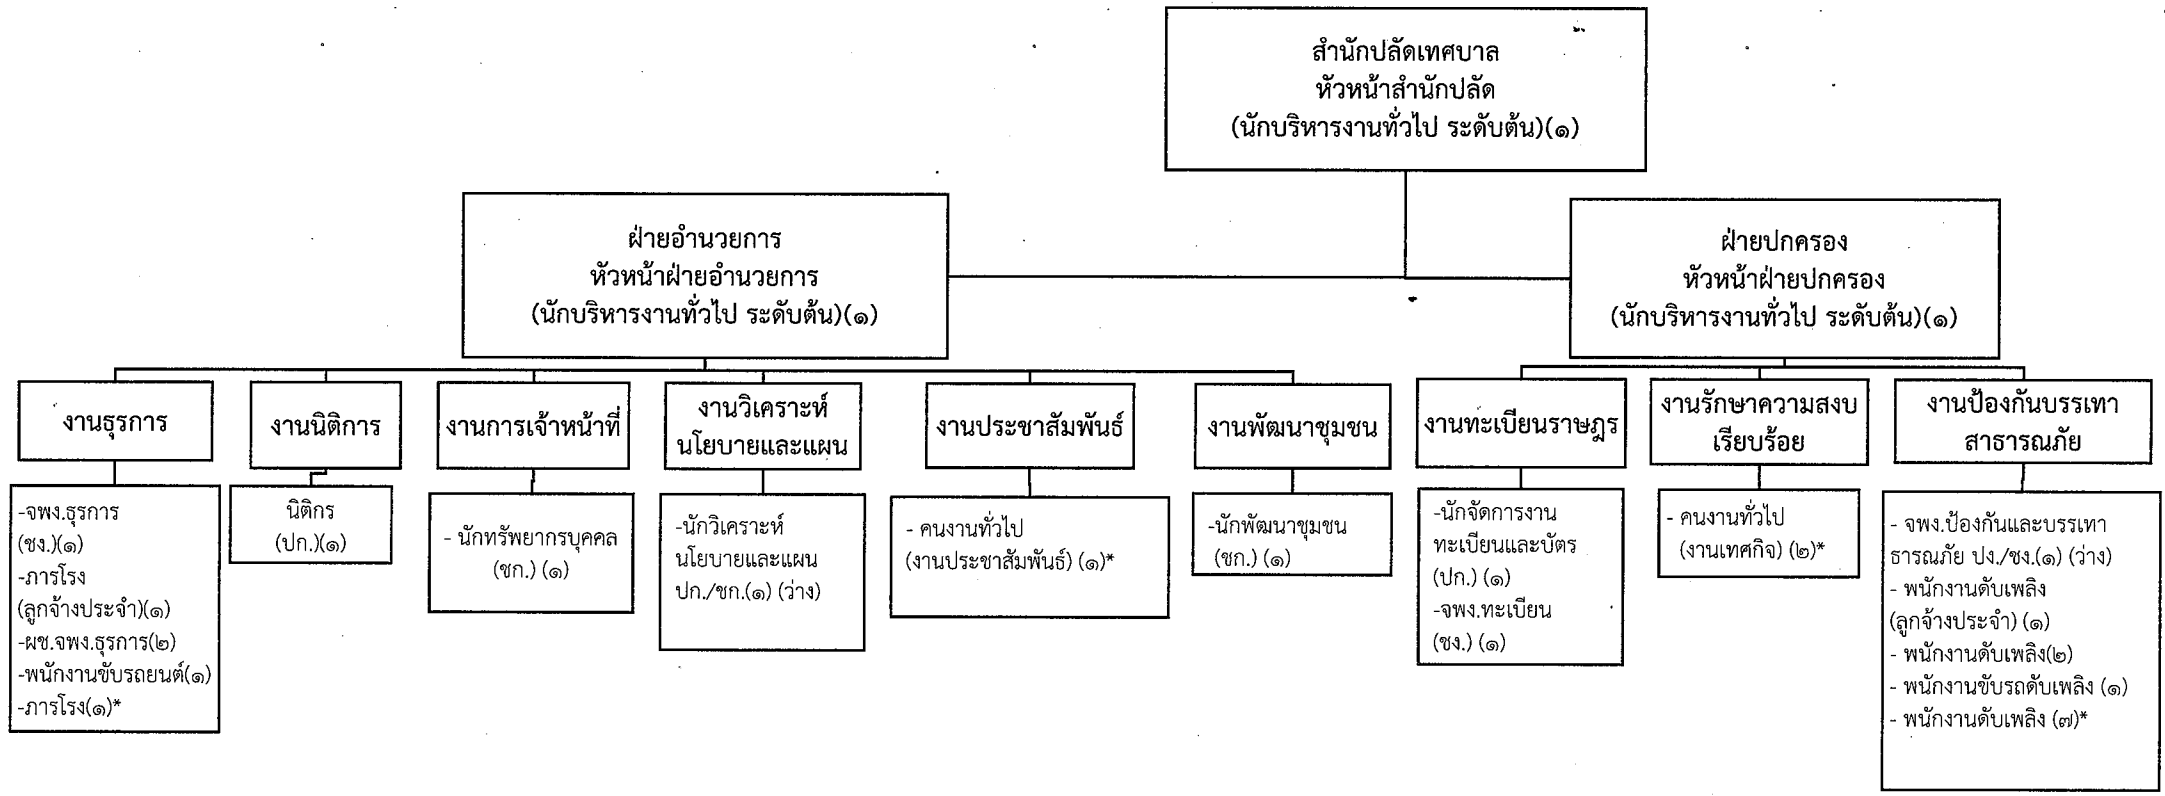 สำนักปลัดเทศบาล
หัวหน้าสำนักปลัด
(นักบริหารงานทั่วไป ระดับต้น)(๑)
ฝ่ายอำนวยการ
หัวหน้าฝ่ายอำนวยการ
(นักบริหารงานทั่วไป ระดับต้น)(๑)
ฝ่ายปกครอง
หัวหน้าฝ่ายปกครอง
(นักบริหารงานทั่วไป ระดับต้น)(๑)
งานธุรการ
งานนิติการ
งานการเจ้าหน้าที่
งานวิเคราะห์
นโยบายและแผน
งานประชาสัมพันธ์
งานพัฒนาชุมชน
งานทะเบียนราษฎร
งานรักษาความสงบ
เรียบร้อย
งานป้องกันบรรเทา
สาธารณภัย
-จพง.ธุรการ
(ชง.)(๑)
-ภารโรง
(ลูกจ้างประจำ)(๑)
-ผช.จพง.ธุรการ(๒)
-พนักงานขับรถยนต์(๑)
-ภารโรง(๑)*
นิติกร
(ปก.)(๑)
- นักทรัพยากรบุคคล
(ชก.) (๑)
-นักวิเคราะห์
นโยบายและแผน
ปก./ชก.(๑) (ว่าง)
- คนงานทั่วไป
(งานประชาสัมพันธ์) (๑)*
-นักพัฒนาชุมชน
(ชก.) (๑)
-นักจัดการงาน
ทะเบียนและบัตร
(ปก.) (๑)
-จพง.ทะเบียน
(ชง.) (๑)
- คนงานทั่วไป
(งานเทศกิจ) (๒)*
- จพง.ป้องกันและบรรเทา
ธารณภัย ปง./ชง.(๑) (ว่าง)
- พนักงานดับเพลิง
(ลูกจ้างประจำ) (๑)
- พนักงานดับเพลิง(๒)
- พนักงานขับรถดับเพลิง (๑)
- พนักงานดับเพลิง (๗)*